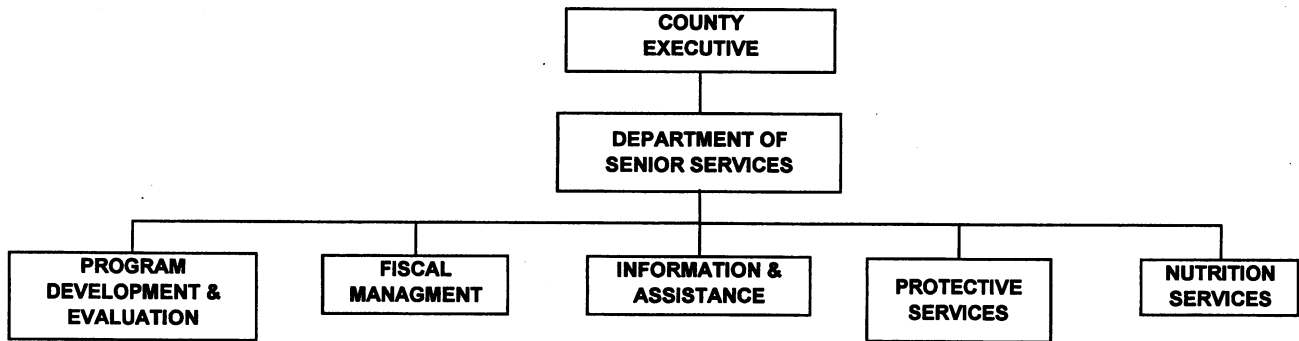 COUNTY
EXECUTIVE
DEPARTMENT OF
SENIOR SERVICES
PROGRAM
DEVELOPMENT &
EVALUATION
FISCAL
MANAGMENT
INFORMATION &
ASSISTANCE
PROTECTIVE
SERVICES
NUTRITION
SERVICES